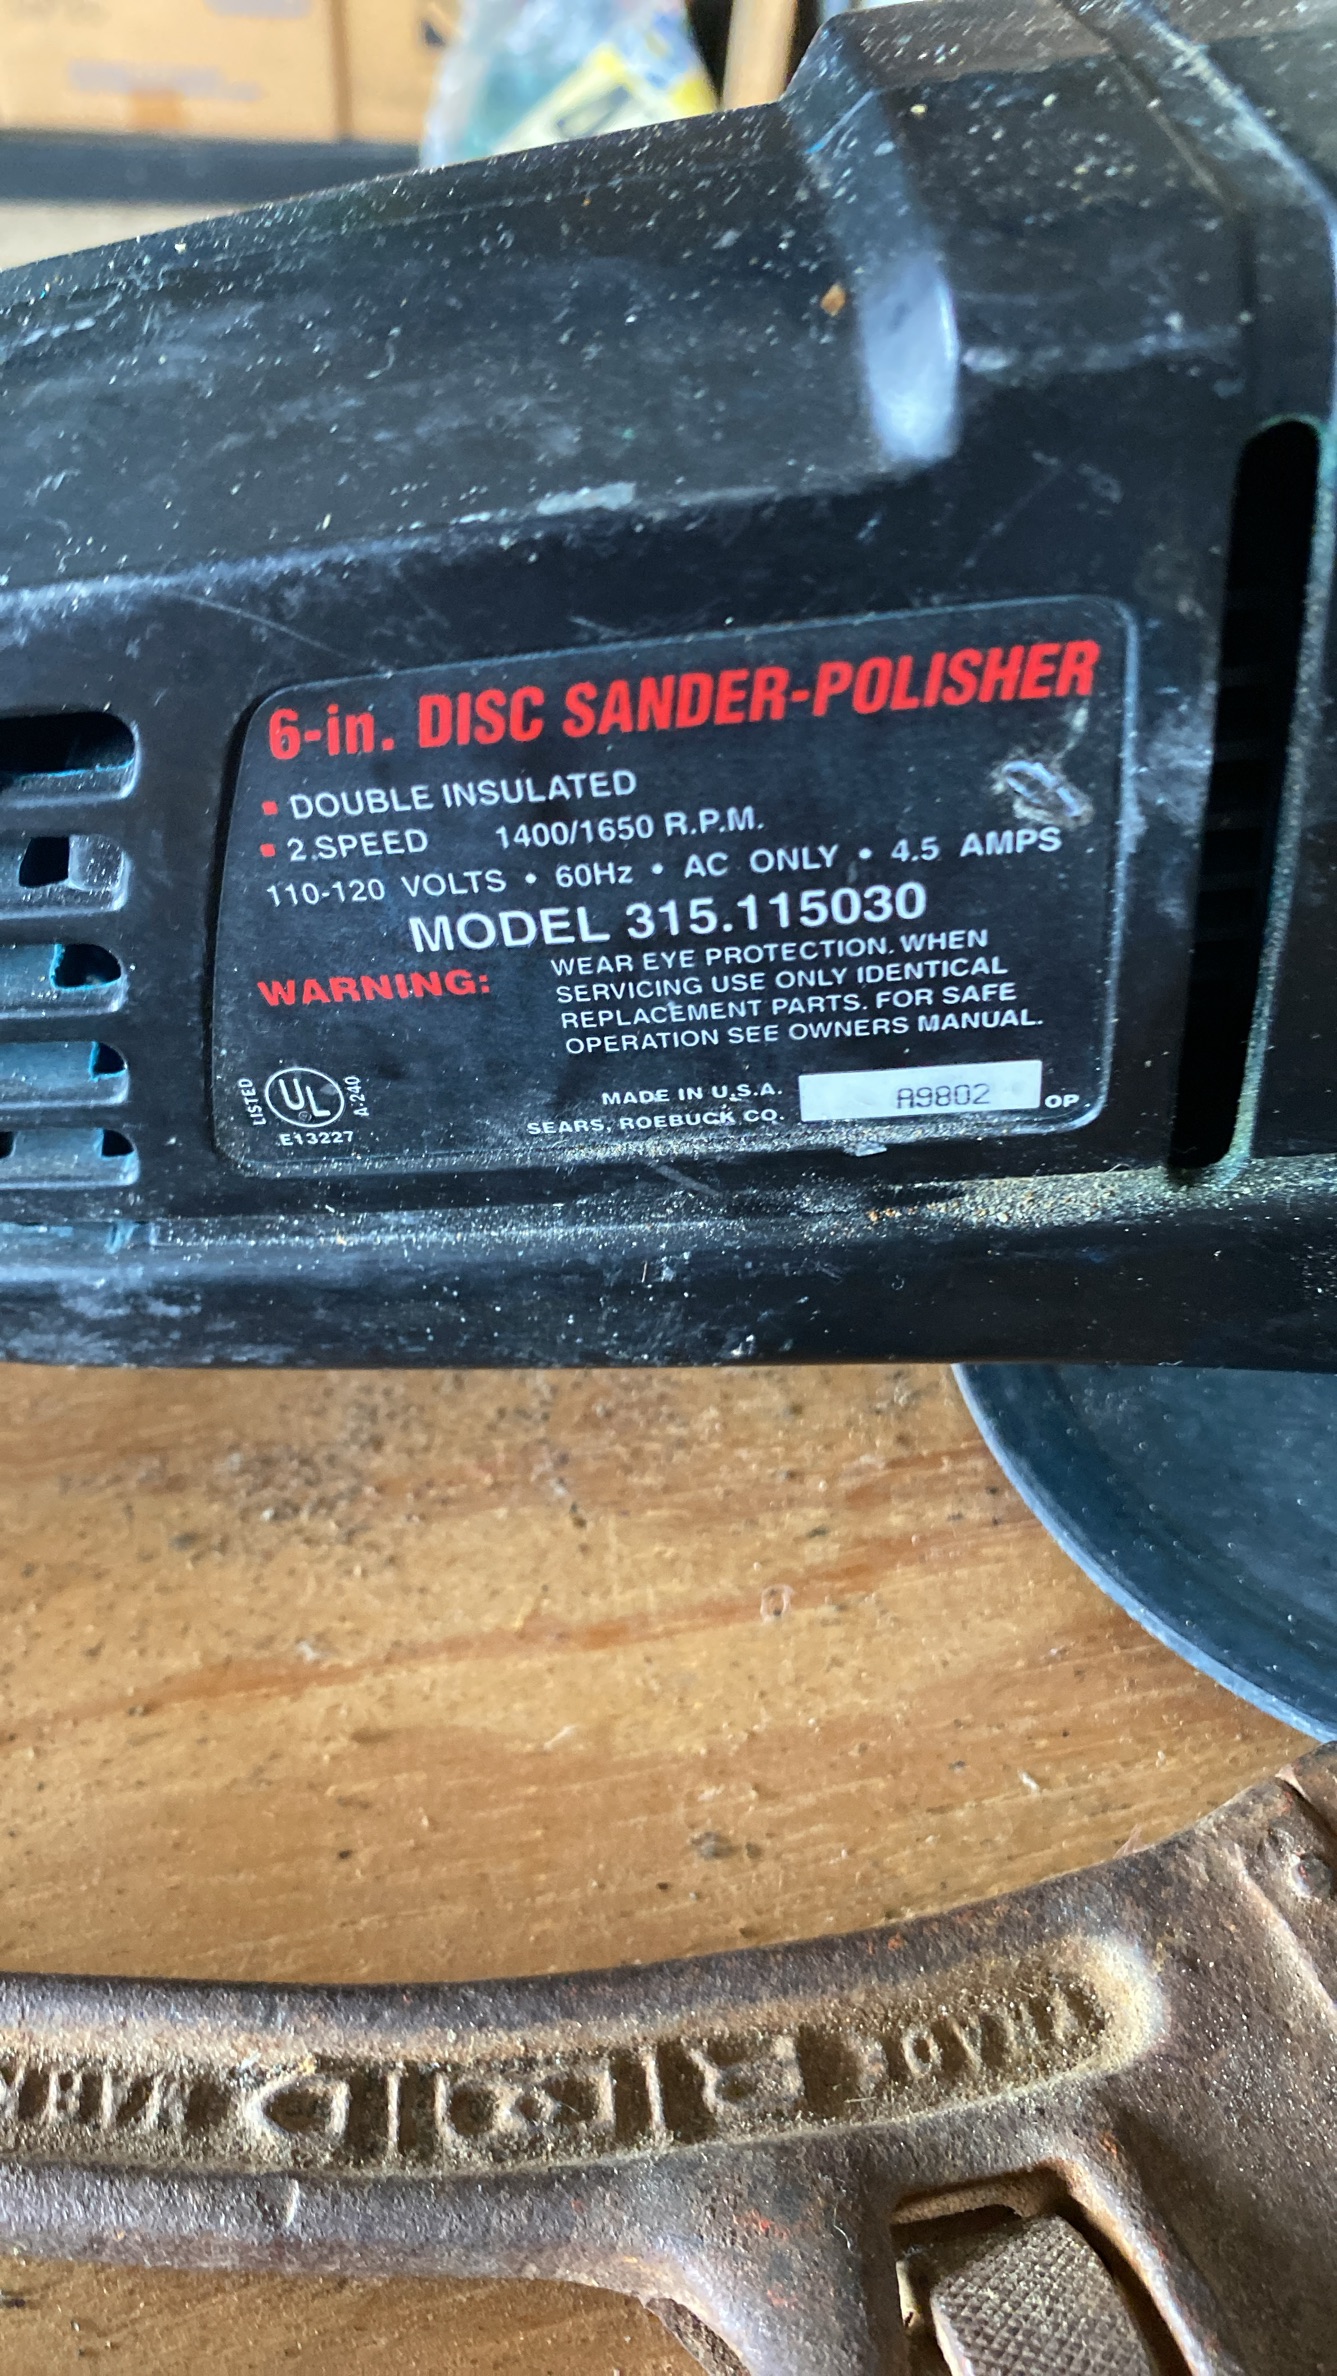 6-in. DISC SANDER-POLISHER
DOUBLE INSULATED
2 SPEED 1400/1650 R.P.M.
110-120 VOLTS • 60Hz • AC ONLY • 4.5 AMPS
MODEL 315.115030
WARNING: WEAR EYE PROTECTION. WHEN
SERVICING USE ONLY IDENTICAL
REPLACEMENT PARTS. FOR SAFE
OPERATION SEE OWNERS MANUAL.
LISTED UL A-240
E13227
MADE IN U.S.A.
SEARS, ROEBUCK CO.
A9802 OP
TRADE